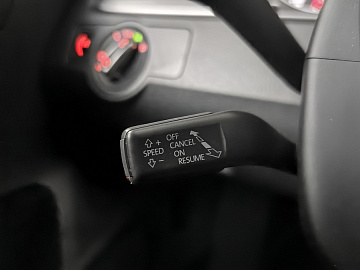 + OFF
SPEED CANCEL
- ON
RESUME